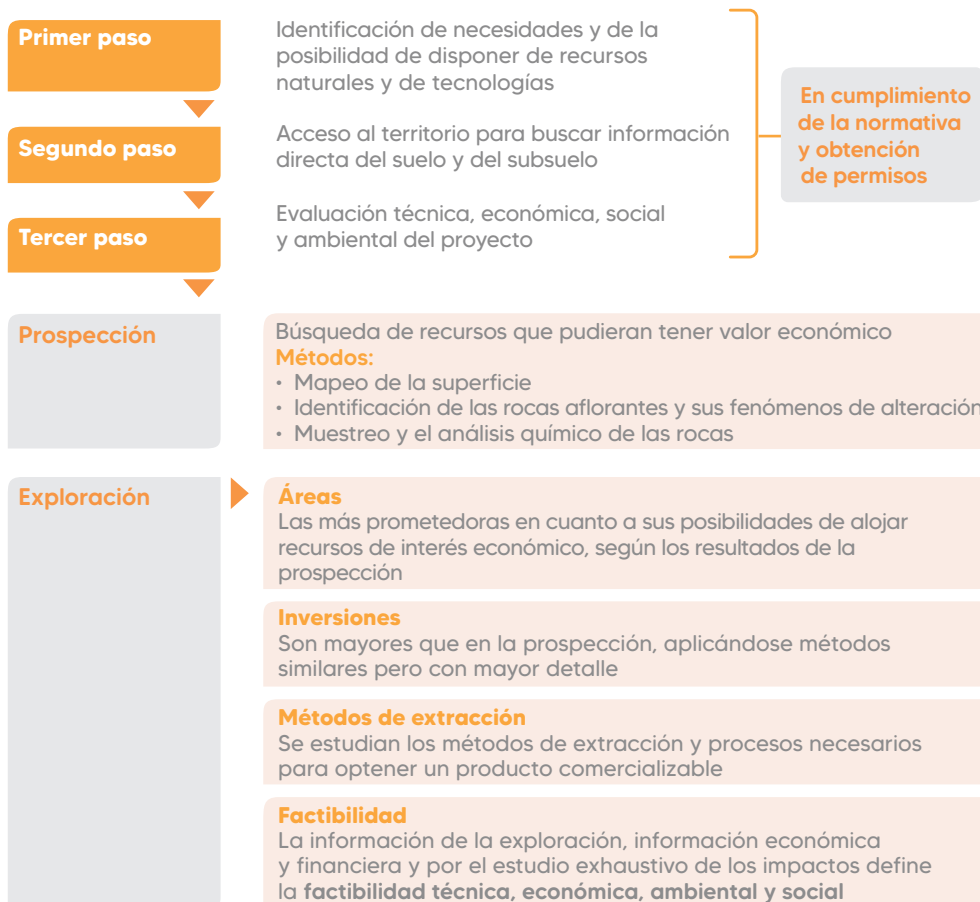 Primer paso
Identificación de necesidades y de la
posibilidad de disponer de recursos
naturales y de tecnologías
Segundo paso
Acceso al territorio para buscar información
directa del suelo y del subsuelo
Tercer paso
Evaluación técnica, económica, social
y ambiental del proyecto
En cumplimiento
de la normativa
y obtención
de permisos
Prospección
Búsqueda de recursos que pudieran tener valor económico
Métodos:
• Mapeo de la superficie
• Identificación de las rocas aflorantes y sus fenómenos de alteración
• Muestreo y el análisis químico de las rocas
Exploración
Áreas
Las más prometedoras en cuanto a sus posibilidades de alojar
recursos de interés económico, según los resultados de la
prospección
Inversiones
Son mayores que en la prospección, aplicándose métodos
similares pero con mayor detalle
Métodos de extracción
Se estudian los métodos de extracción y procesos necesarios
para optener un producto comercializable
Factibilidad
La información de la exploración, información económica
y financiera y por el estudio exhaustivo de los impactos define
la factibilidad técnica, económica, ambiental y social